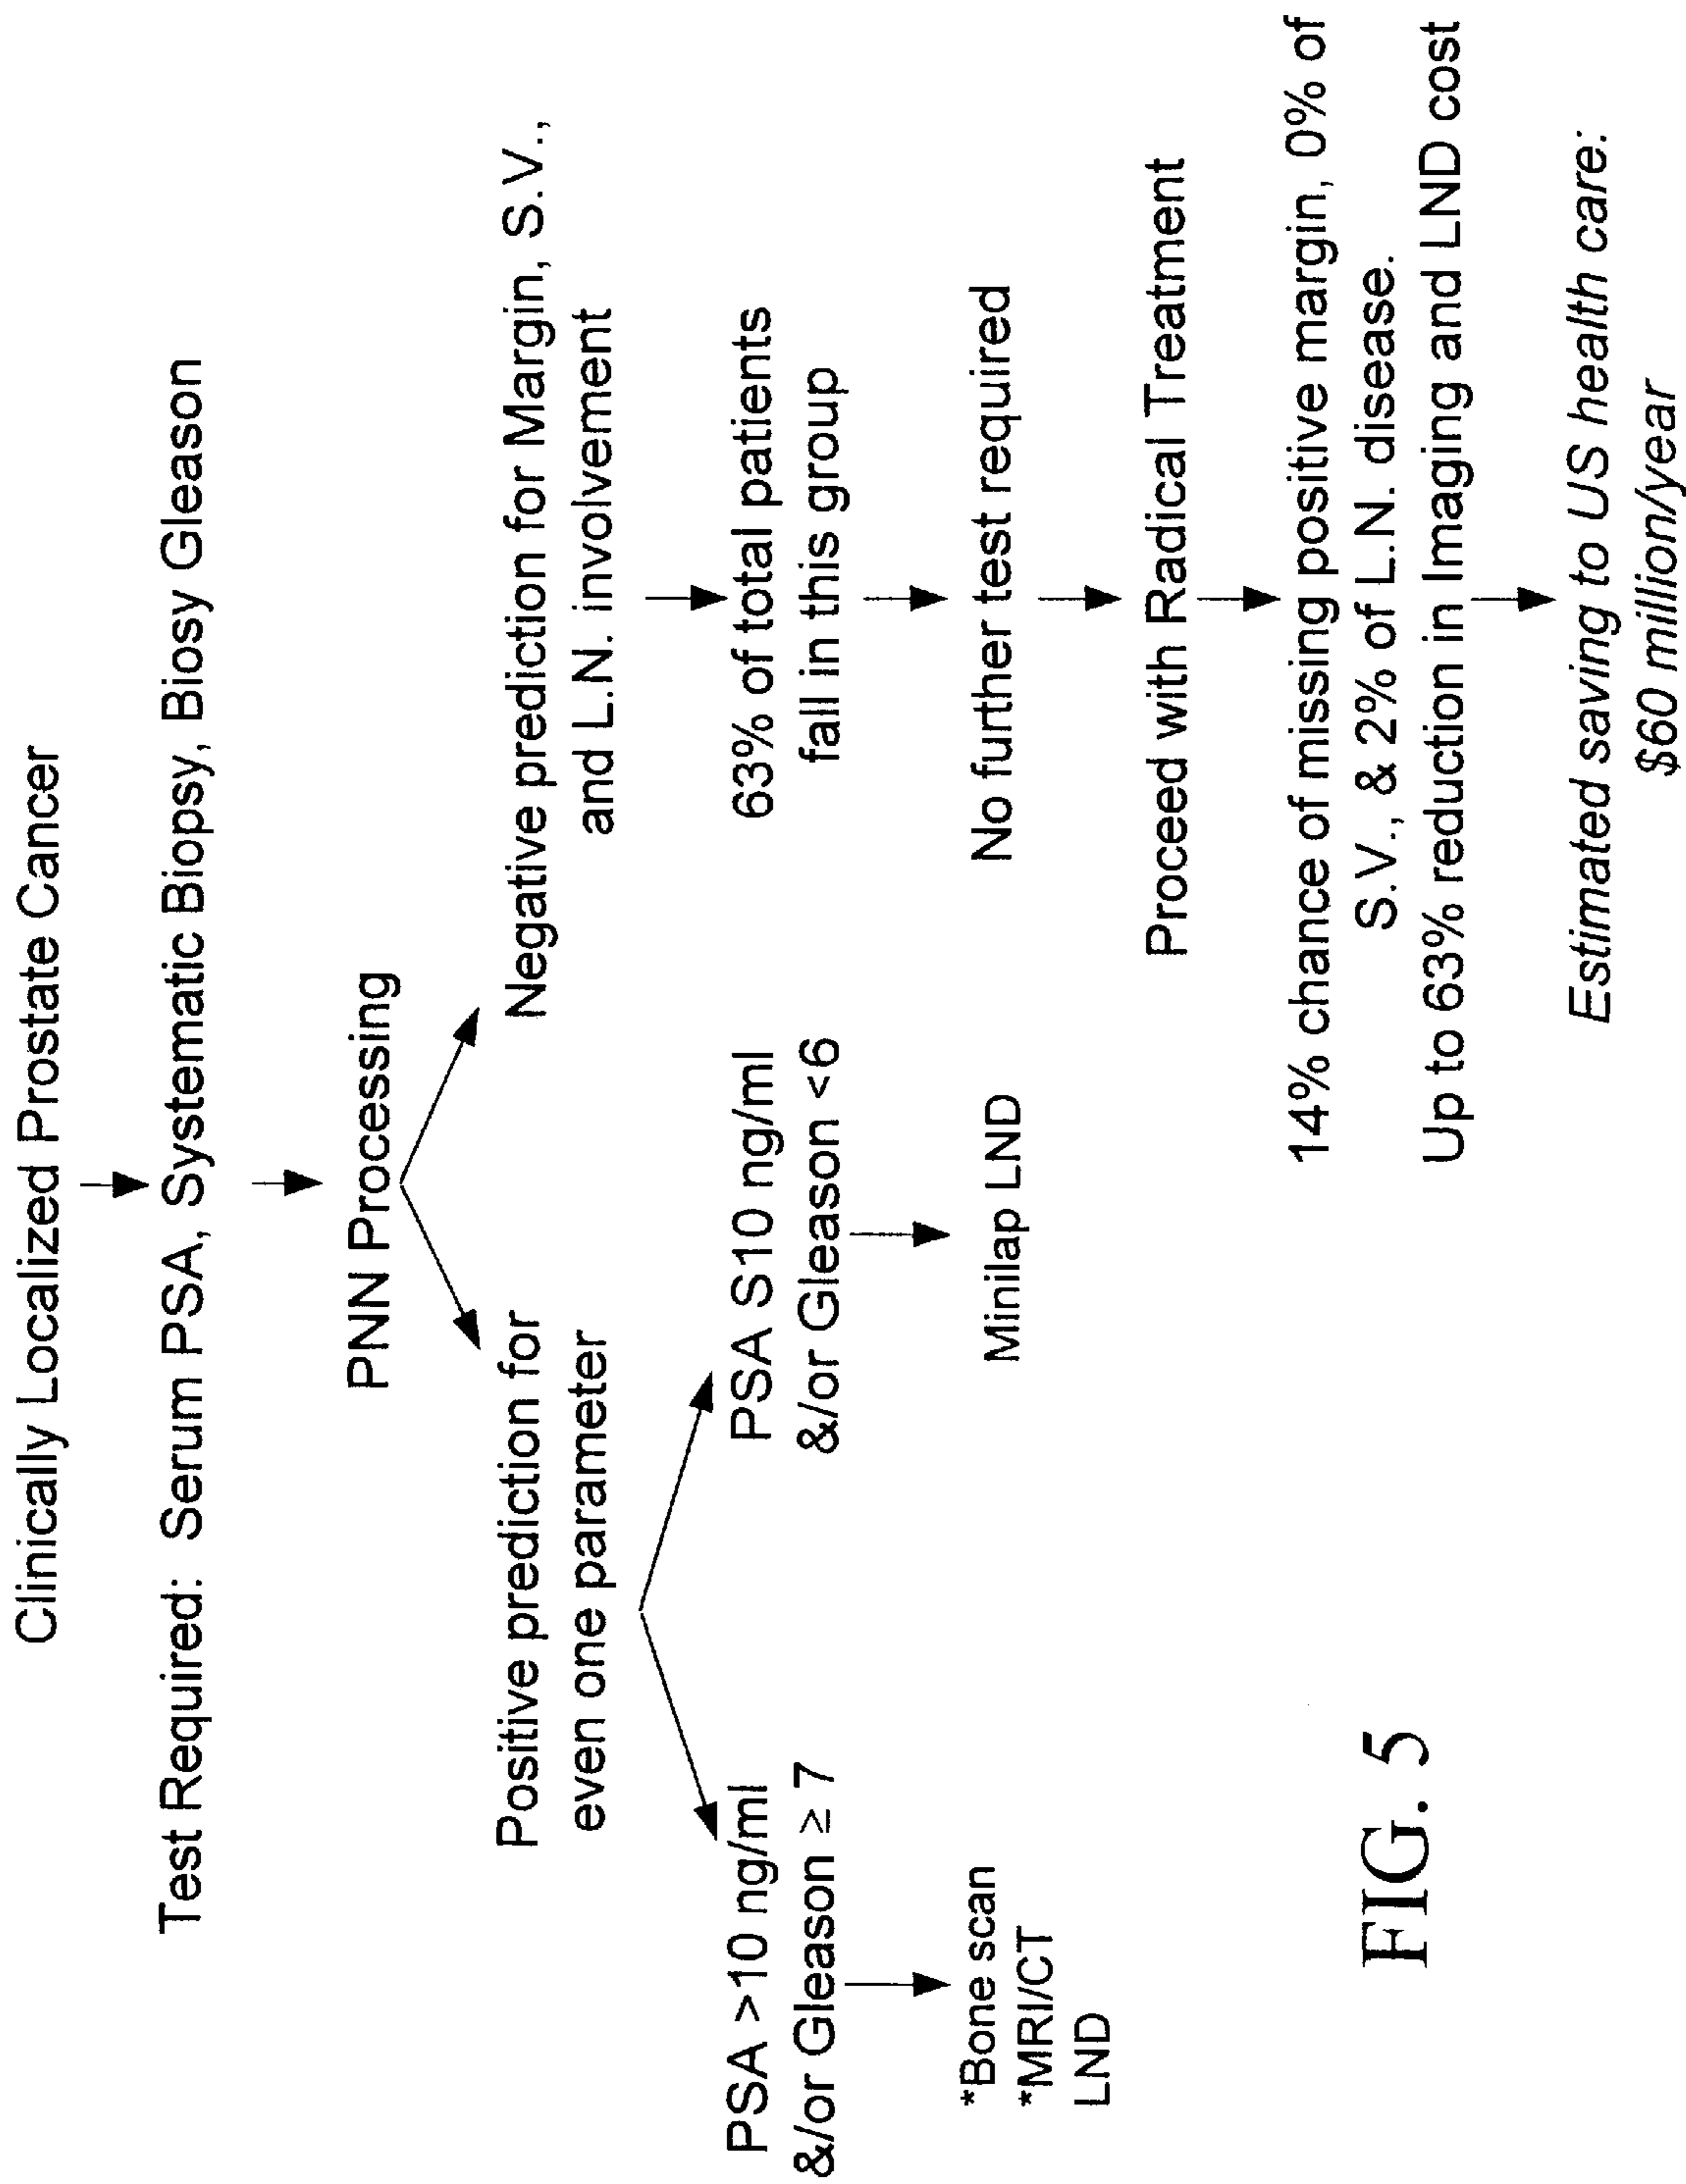 Clinically Localized Prostate Cancer
Test Required: Serum PSA, Systematic Biopsy, Biosy Gleason
PNN Processing
Positive prediction for
even one parameter
Negative prediction for Margin, S.V.,
and L.N. involvement
PSA >10 ng/ml
&/or Gleason ≥ 7
PSA S10 ng/ml
&/or Gleason <6
63% of total patients
fall in this group
*Bone scan
*MRI/CT
LND
Minilap LND
No further test required
Proceed with Radical Treatment
14% chance of missing positive margin, 0% of
S.V., & 2% of L.N. disease.
Up to 63% reduction in Imaging and LND cost
Estimated saving to US health care:
$60 million/year
FIG. 5